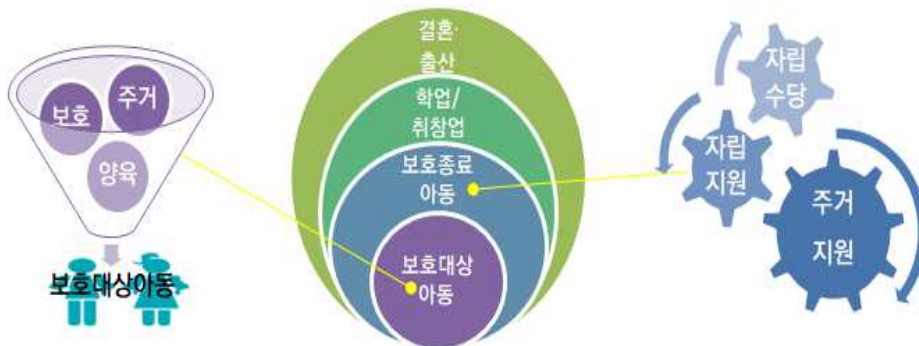 보호
주거
양육
보호대상아동
결혼·
출산
학업/
취창업
보호종료
아동
보호대상
아동
자립
수당
자립
지원
주거
지원